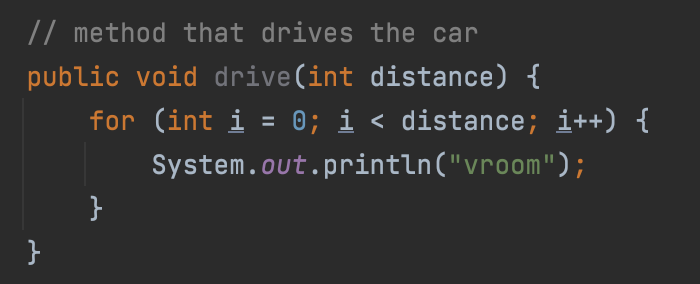 // method that drives the car
public void drive(int distance) {
    for (int i = 0; i < distance; i++) {
        System.out.println("vroom");
    }
}